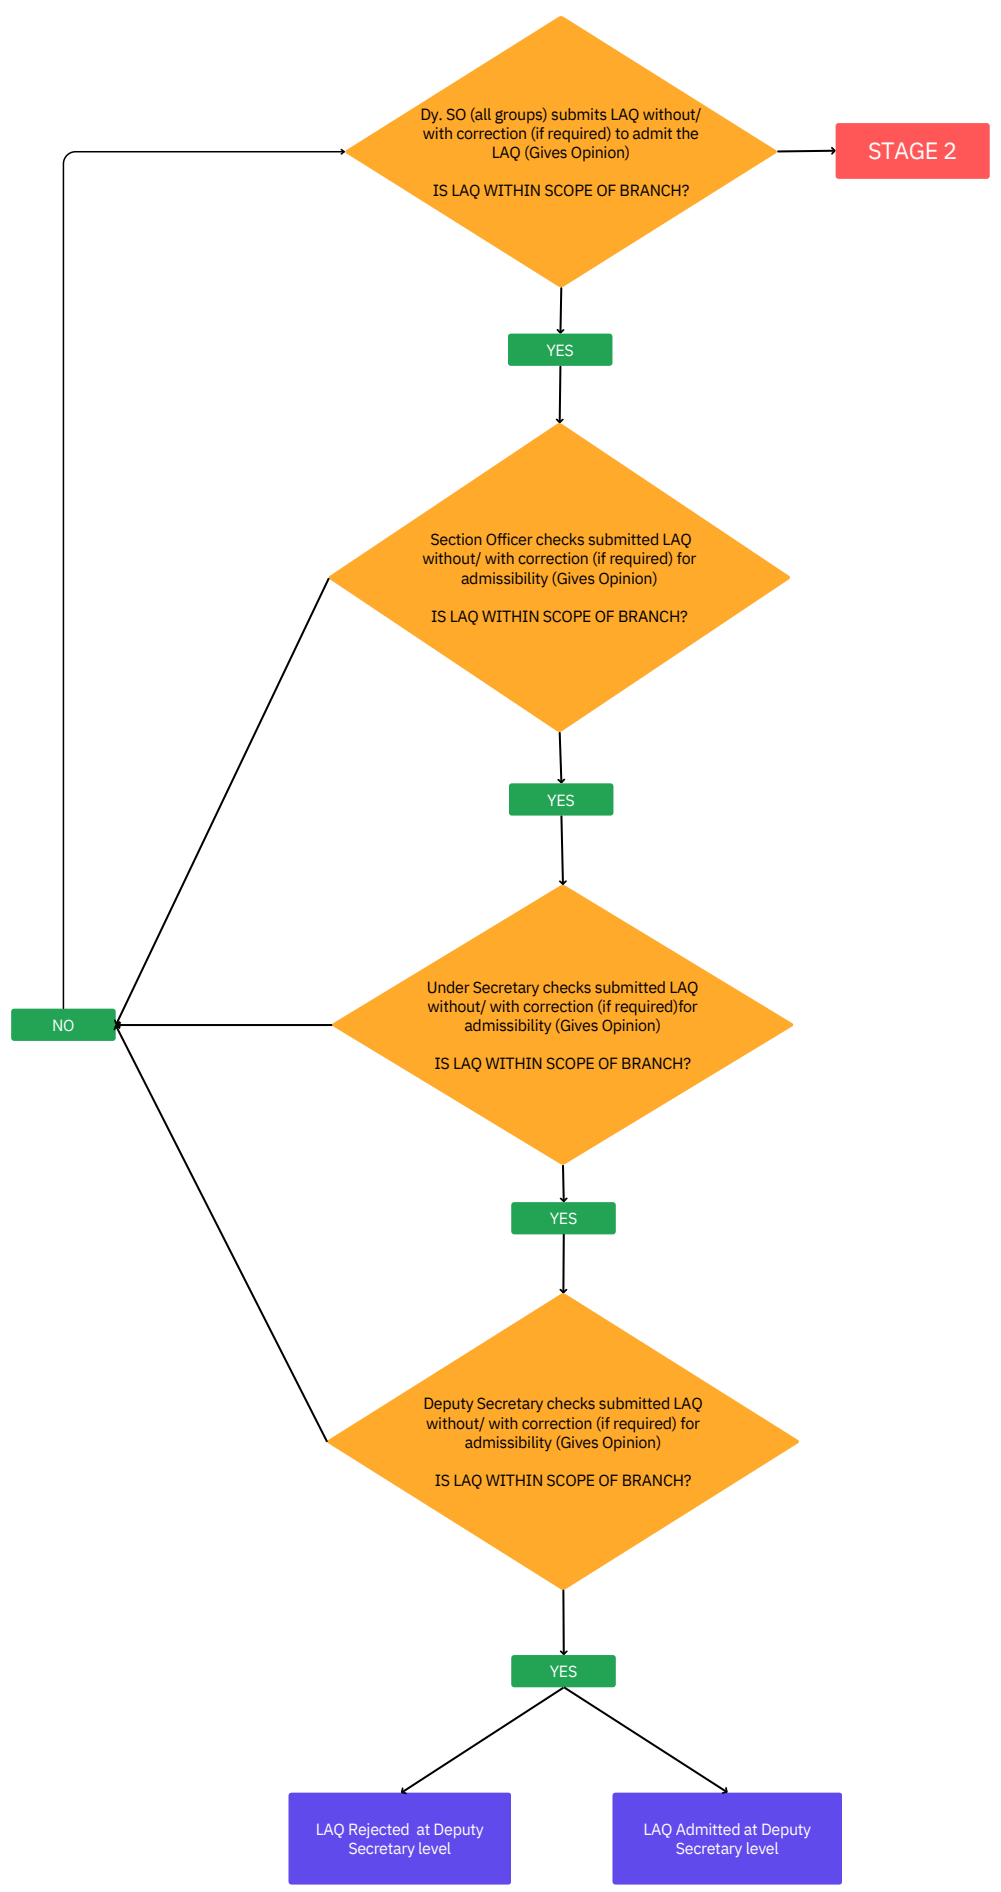 Dy. SO (all groups) submits LAQ without/
with correction (if required) to admit the
LAQ (Gives Opinion)
IS LAQ WITHIN SCOPE OF BRANCH?
STAGE 2
YES
Section Officer checks submitted LAQ
without/ with correction (if required) for
admissibility (Gives Opinion)
IS LAQ WITHIN SCOPE OF BRANCH?
YES
Under Secretary checks submitted LAQ
without/ with correction (if required)for
admissibility (Gives Opinion)
IS LAQ WITHIN SCOPE OF BRANCH?
NO
YES
Deputy Secretary checks submitted LAQ
without/ with correction (if required) for
admissibility (Gives Opinion)
IS LAQ WITHIN SCOPE OF BRANCH?
YES
LAQ Rejected  at Deputy
Secretary level
LAQ Admitted at Deputy
Secretary level